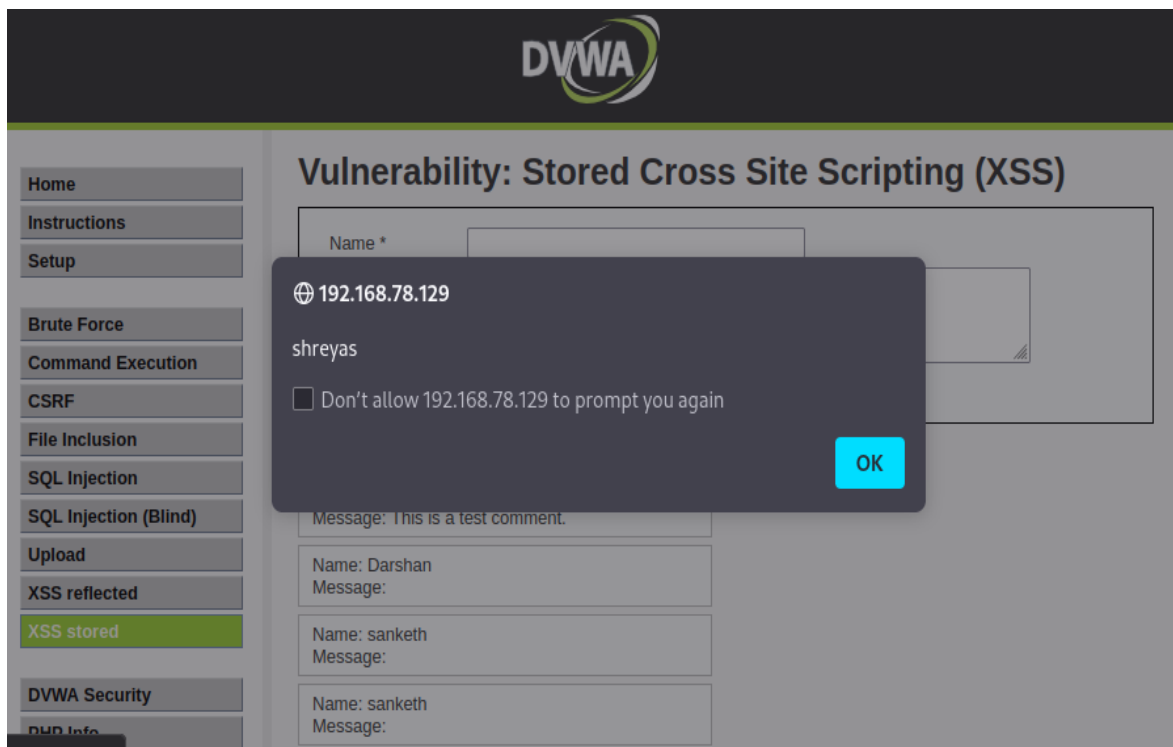 DVWA
Home
Instructions
Setup
Brute Force
Command Execution
CSRF
File Inclusion
SQL Injection
SQL Injection (Blind)
Upload
XSS reflected
XSS stored
DVWA Security
PHP Info
Vulnerability: Stored Cross Site Scripting (XSS)
Name *
192.168.78.129
shreyas
Don't allow 192.168.78.129 to prompt you again
OK
Message: This is a test comment.
Name: Darshan
Message:
Name: sanketh
Message:
Name: sanketh
Message: